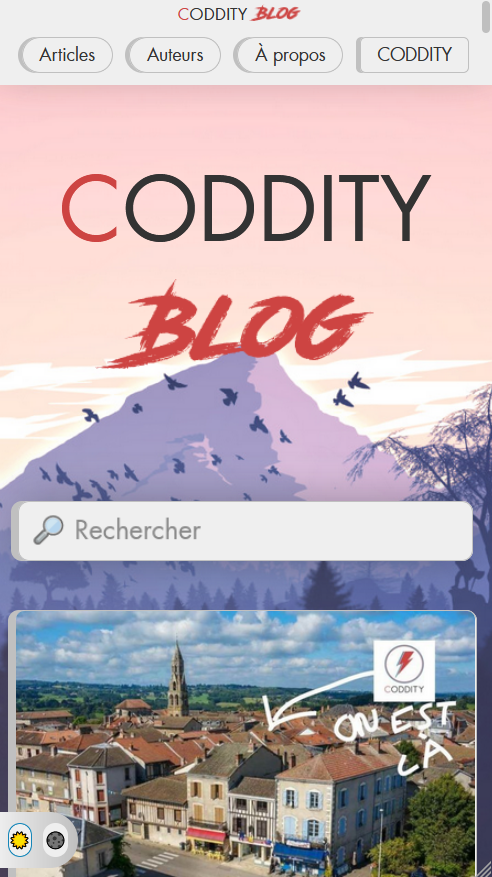 CODDITY BLOG
Articles
Auteurs
À propos
CODDITY
CODDITY
BLOG
Rechercher
CODDITY
ON EST
LÀ